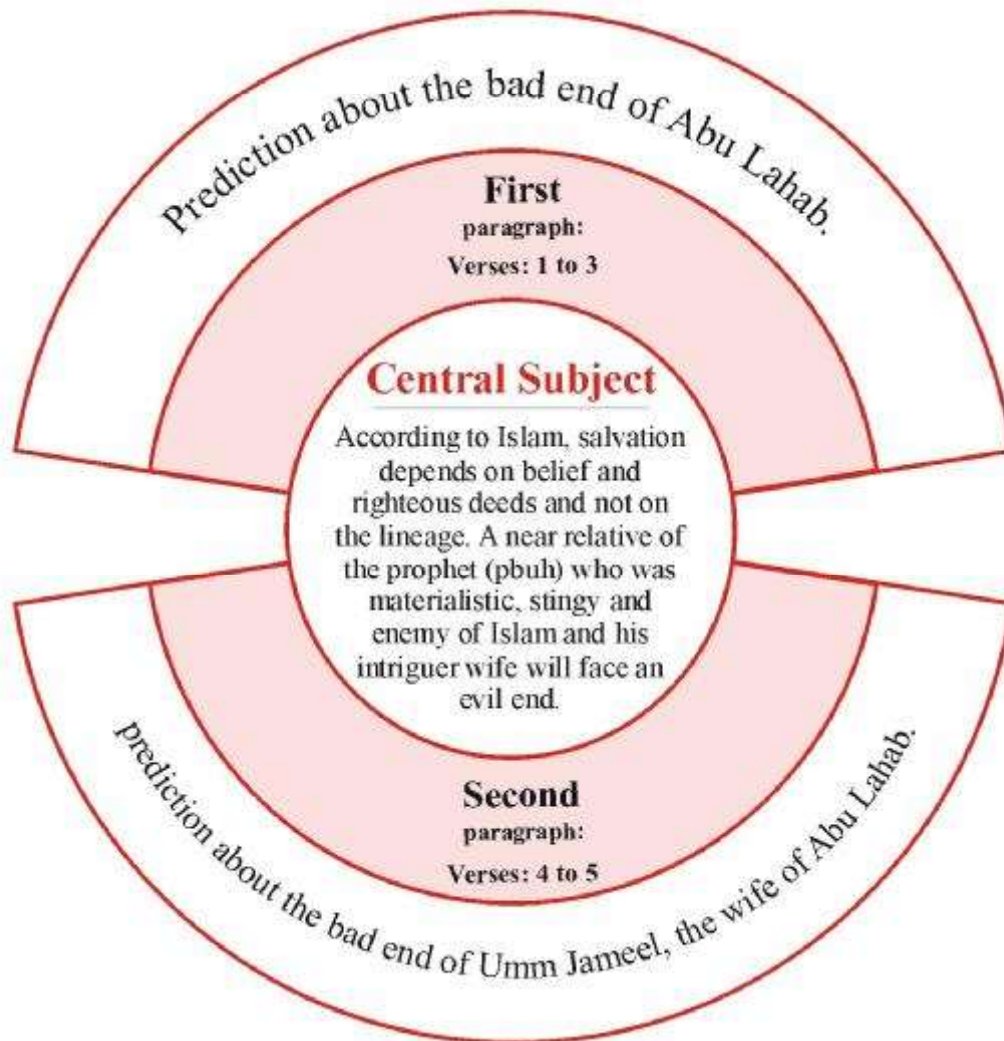 Prediction about the bad end of Abu Lahab.
First
paragraph:
Verses: 1 to 3
Central Subject
According to Islam, salvation
depends on belief and
righteous deeds and not on
the lineage. A near relative of
the prophet (pbuh) who was
materialistic, stingy and
enemy of Islam and his
intriguer wife will face an
evil end.
Second
paragraph:
Verses: 4 to 5
prediction about the bad end of Umm Jameel, the wife of Abu Lahab.